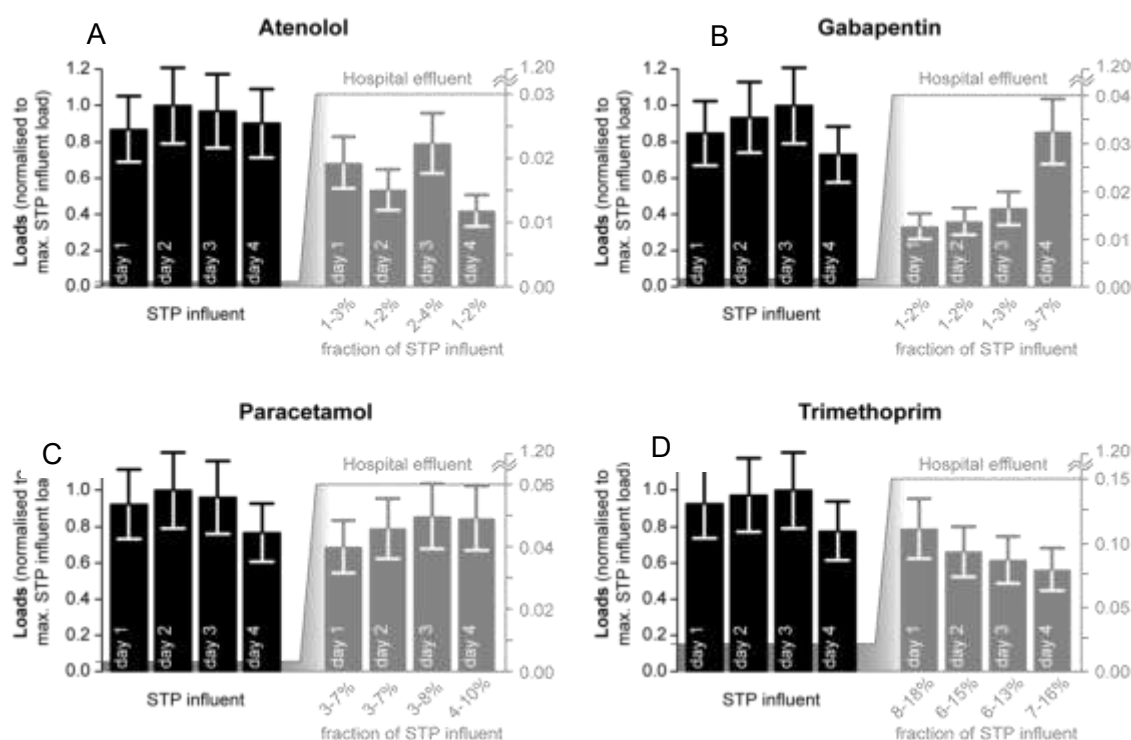 A
Atenolol
Loads (normalised to
max. STP influent load)
1.2
1.0
0.8
0.6
0.4
0.2
0.0
day 1
day 2
day 3
day 4
STP influent
Hospital effluent
day 1
day 2
day 3
day 4
1.20
0.03
0.02
0.01
0.00
1-3%
1-2%
2-4%
1-2%
fraction of STP influent
B
Gabapentin
Loads (normalised to
max. STP influent load)
1.2
1.0
0.8
0.6
0.4
0.2
0.0
day 1
day 2
day 3
day 4
STP influent
Hospital effluent
day 1
day 2
day 3
day 4
1.20
0.04
0.03
0.02
0.01
0.00
1-2%
1-2%
1-3%
3-7%
fraction of STP influent
C
Paracetamol
Loads (normalised
max. STP influent
1.0
0.8
0.6
0.4
0.2
0.0
day 1
day 2
day 3
day 4
STP influent
Hospital effluent
day 1
day 2
day 3
day 4
1.20
0.06
0.04
0.02
0.00
3-7%
3-7%
3-8%
4-10%
fraction of STP influent
D
Trimethoprim
Loads (normalised to
max. STP influent load)
1.0
0.8
0.6
0.4
0.2
0.0
day 1
day 2
day 3
day 4
STP influent
Hospital effluent
day 1
day 2
day 3
day 4
1.20
0.15
0.10
0.05
0.00
8-18%
6-15%
6-13%
7-16%
fraction of STP influent